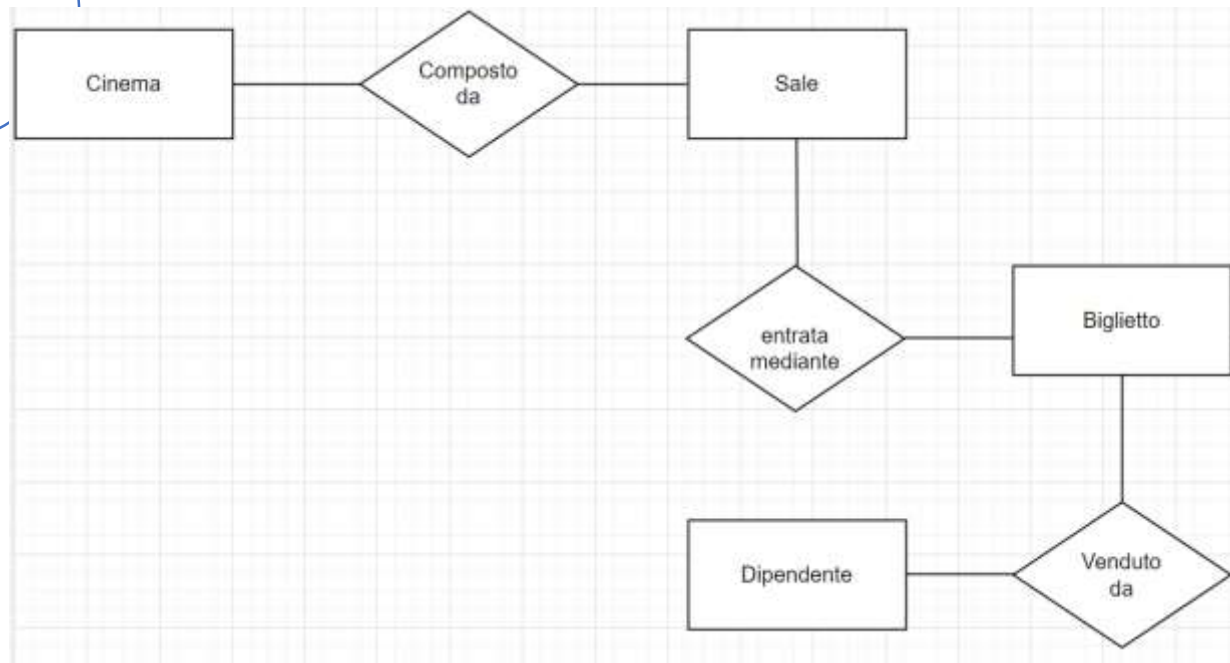 Cinema
Composto
da
Sale
entrata
mediante
Biglietto
Dipendente
Venduto
da